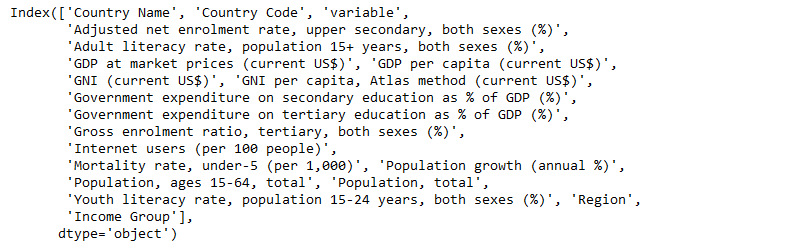 Index(['Country Name', 'Country Code', 'variable',
'Adjusted net enrolment rate, upper secondary, both sexes (%)',
'Adult literacy rate, population 15+ years, both sexes (%)',
'GDP at market prices (current US$)', 'GDP per capita (current US$)',
'GNI (current US$)', 'GNI per capita, Atlas method (current US$)',
'Government expenditure on secondary education as % of GDP (%)',
'Government expenditure on tertiary education as % of GDP (%)',
'Gross enrolment ratio, tertiary, both sexes (%)',
'Internet users (per 100 people)',
'Mortality rate, under-5 (per 1,000)', 'Population growth (annual %)',
'Population, ages 15-64, total', 'Population, total',
'Youth literacy rate, population 15-24 years, both sexes (%)', 'Region',
'Income Group'],
dtype='object')